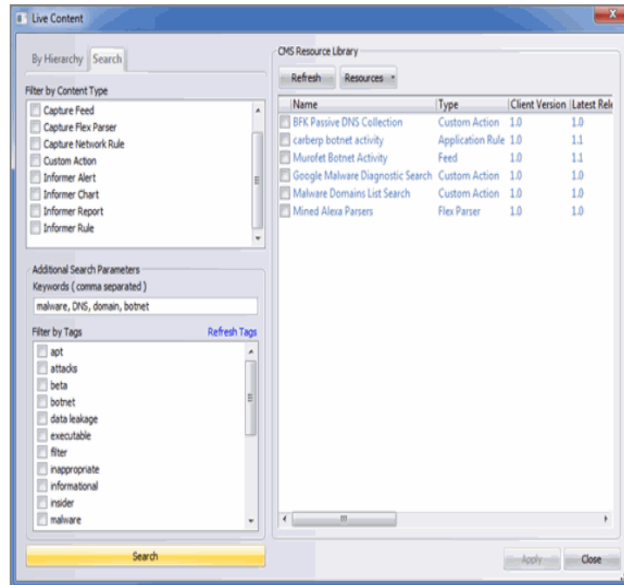 Live Content
By Hierarchy Search
Filter by Content Type
Capture Feed
Capture Flex Parser
Capture Network Rule
Custom Action
Informer Alert
Informer Chart
Informer Report
Informer Rule
Additional Search Parameters
Keywords ( comma separated )
malware, DNS, domain, botnet
Filter by Tags Refresh Tags
apt
attacks
beta
botnet
data leakage
executable
filter
inappropriate
informational
insider
malware
Search
CMS Resource Library
Refresh Resources
Name Type Client Version Latest Rele
BFK Passive DNS Collection Custom Action 1.0 1.0
carberp botnet activity Application Rule 1.0 1.1
Murofet Botnet Activity Feed 1.0 1.1
Google Malware Diagnostic Search Custom Action 1.0 1.0
Malware Domains List Search Custom Action 1.0 1.0
Mined Alexa Parsers Flex Parser 1.0 1.0
Apply Close